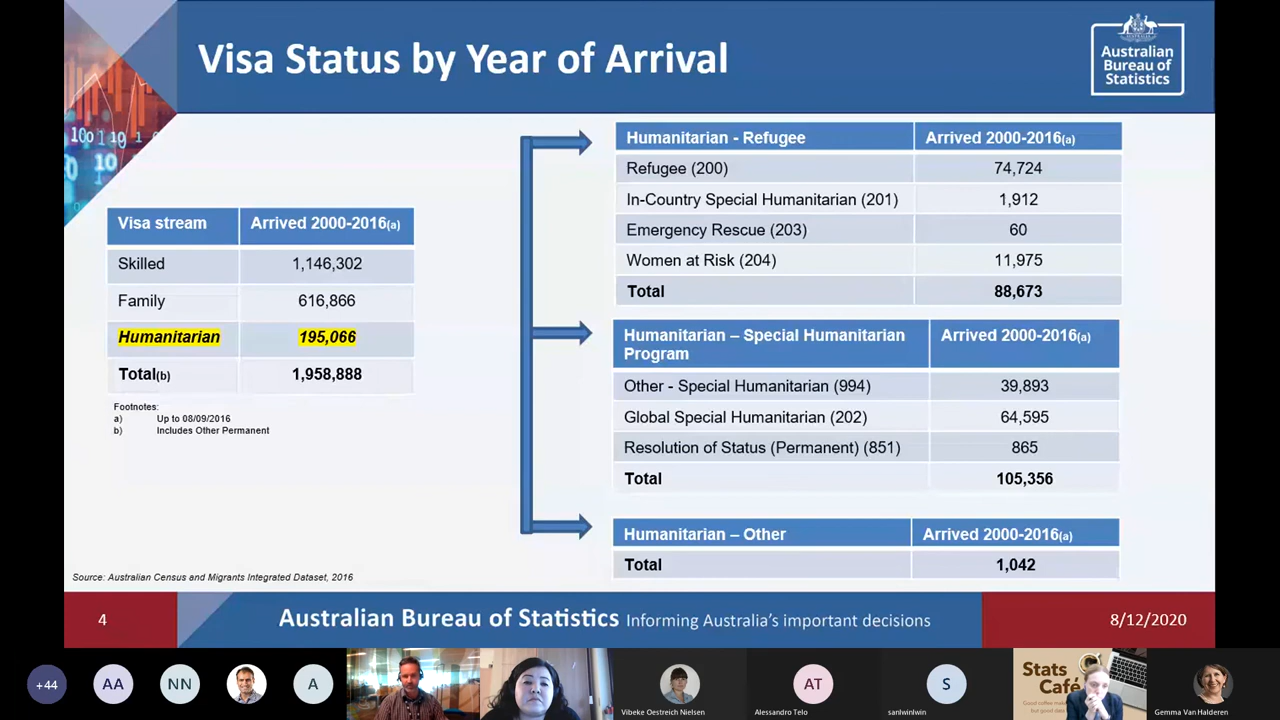 Visa Status by Year of Arrival
Australian
Bureau of
Statistics
Visa stream Arrived 2000-2016(a)
Skilled 1,146,302
Family 616,866
Humanitarian 195,066
Total(b) 1,958,888
Footnotes:
a) Up to 08/09/2016
b) Includes Other Permanent
Humanitarian - Refugee Arrived 2000-2016(a)
Refugee (200) 74,724
In-Country Special Humanitarian (201) 1,912
Emergency Rescue (203) 60
Women at Risk (204) 11,975
Total 88,673
Humanitarian – Special Humanitarian Arrived 2000-2016(a)
Program
Other - Special Humanitarian (994) 39,893
Global Special Humanitarian (202) 64,595
Resolution of Status (Permanent) (851) 865
Total 105,356
Humanitarian – Other Arrived 2000-2016(a)
Total 1,042
Source: Australian Census and Migrants Integrated Dataset, 2016
4 Australian Bureau of Statistics Informing Australia's important decisions 8/12/2020
+44 AA NN A AT S
Stats
Café
Good coffee
but good data
Vibeke Oestreich Nielsen Alessandro Telo sanlwinlwin Gemma Van Halderen